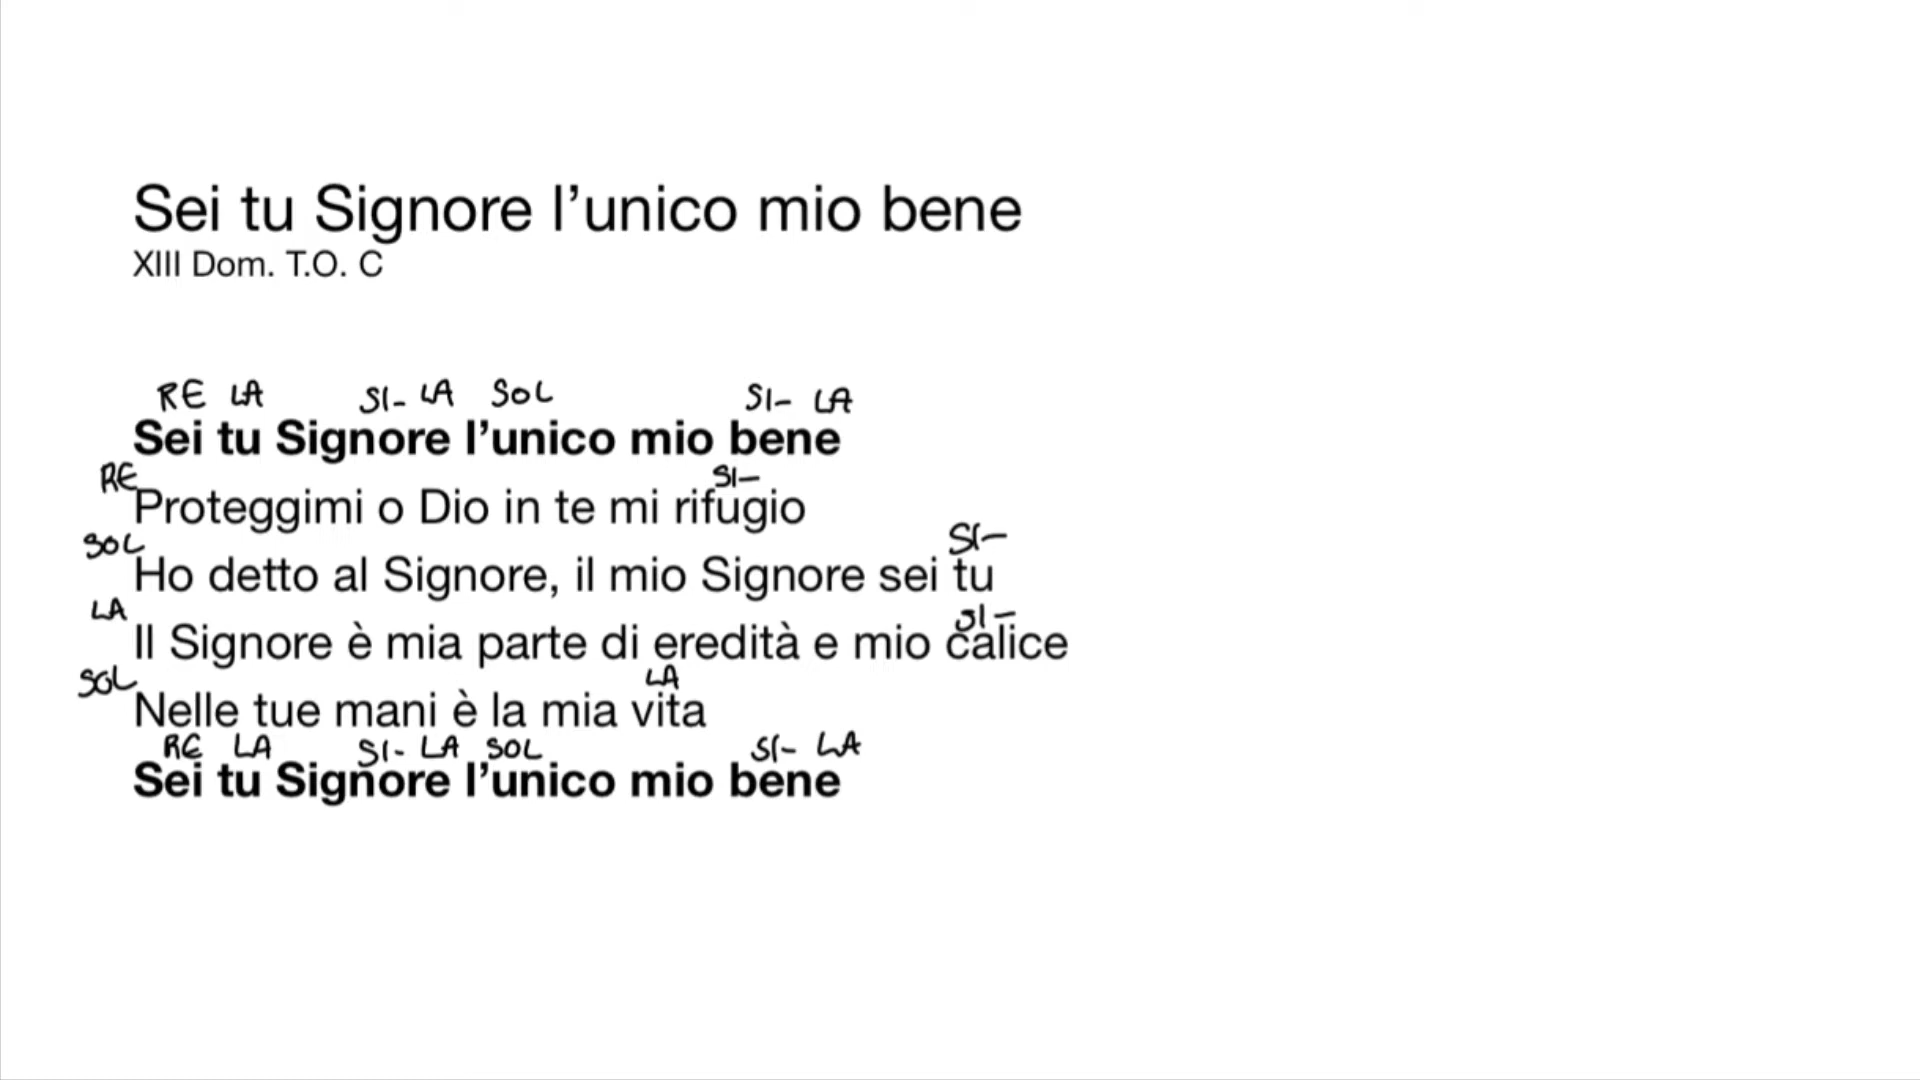 Sei tu Signore l’unico mio bene
XIII Dom. T.O. C
RE LA SI- LA SOL SI- LA
Sei tu Signore l’unico mio bene
RE SI-
Proteggimi o Dio in te mi rifugio
SOL SI-
Ho detto al Signore, il mio Signore sei tu
LA SI-
Il Signore è mia parte di eredità e mio calice
SOL LA
Nelle tue mani è la mia vita
RE LA SI- LA SOL SI- LA
Sei tu Signore l’unico mio bene